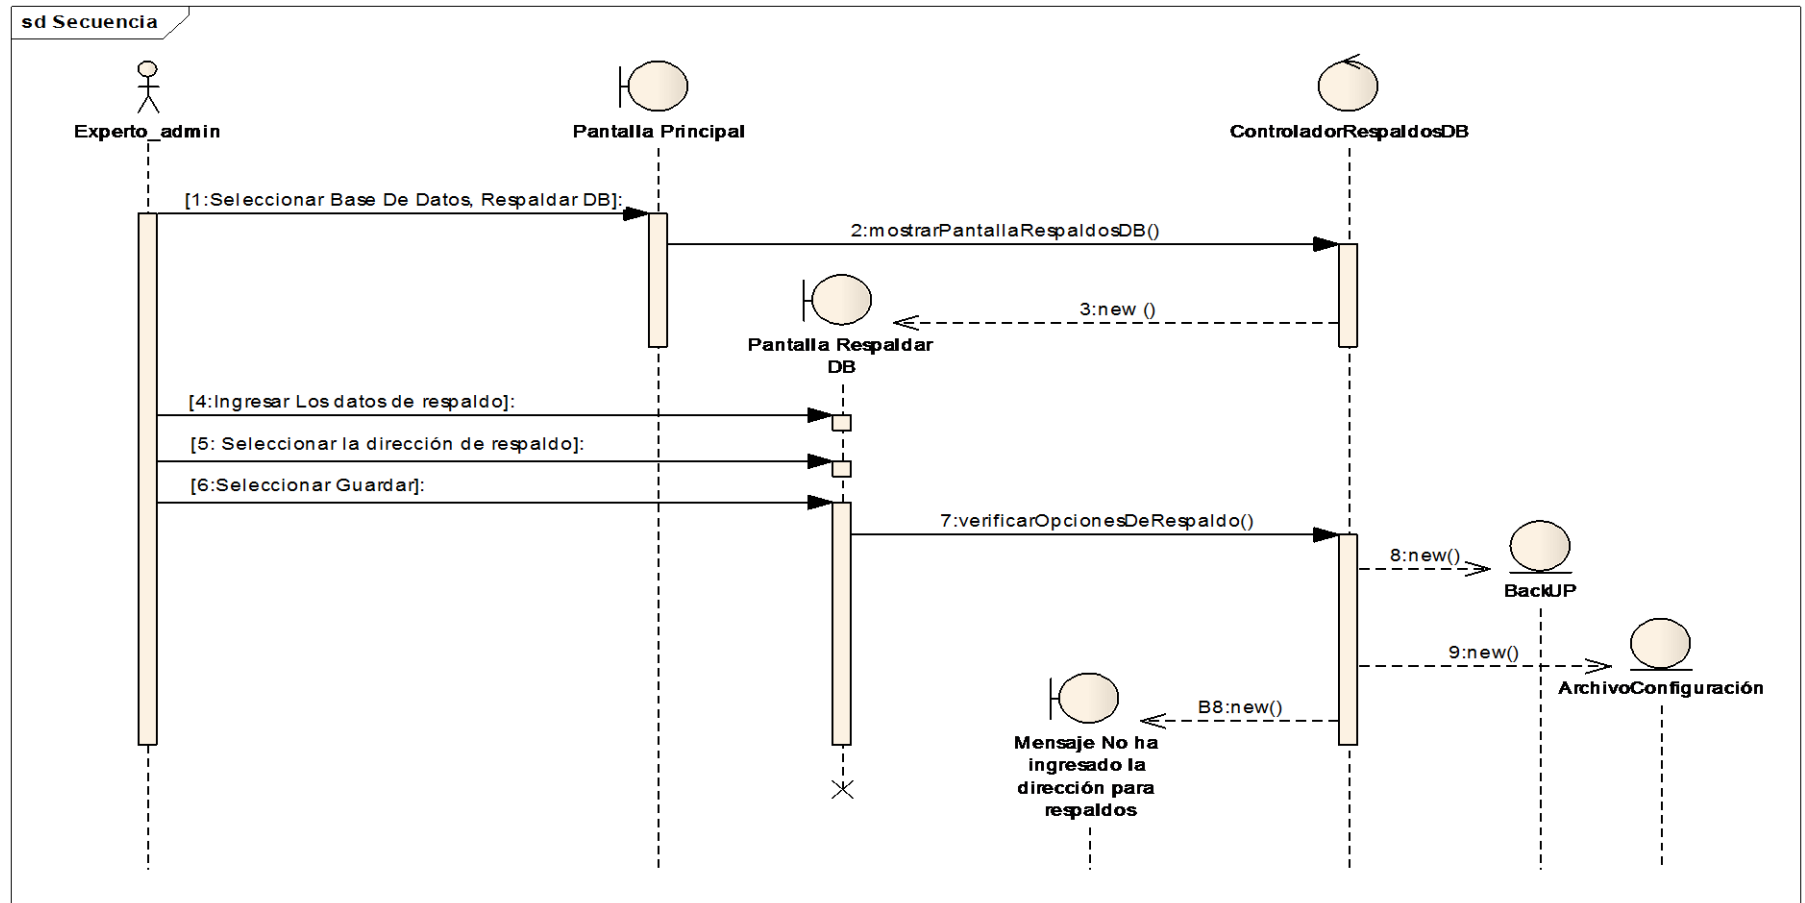 sd Secuencia
Experto_admin
Pantalla Principal
ControladorRespaldosDB
[1:Seleccionar Base De Datos, Respaldar DB]:
2:mostrarPantallaRespaldosDB()
3:new ()
Pantalla Respaldar
DB
[4:Ingresar Los datos de respaldo]:
[5: Seleccionar la dirección de respaldo]:
[6:Seleccionar Guardar]:
7:verificarOpcionesDeRespaldo()
8:new()
BackUP
9:new()
ArchivoConfiguración
B8:new()
Mensaje No ha
ingresado la
dirección para
respaldos